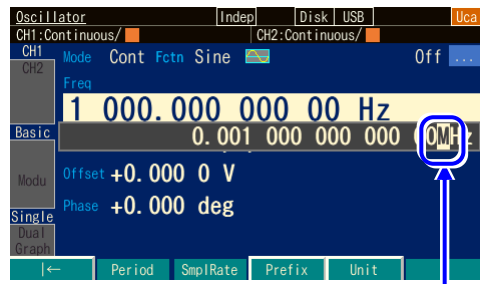 Oscillator Indep Disk USB Uca
CH1:Continuous/ CH2:Continuous/
CH1 Mode Cont Fctn Sine Off ...
CH2
Freq
1 000.000 000 00 Hz
Basic 0.001 000 000 000 00MHz
Modu Offset +0.000 0 V
Phase +0.000 deg
Single
Dual
Graph
|← Period SmplRate Prefix Unit